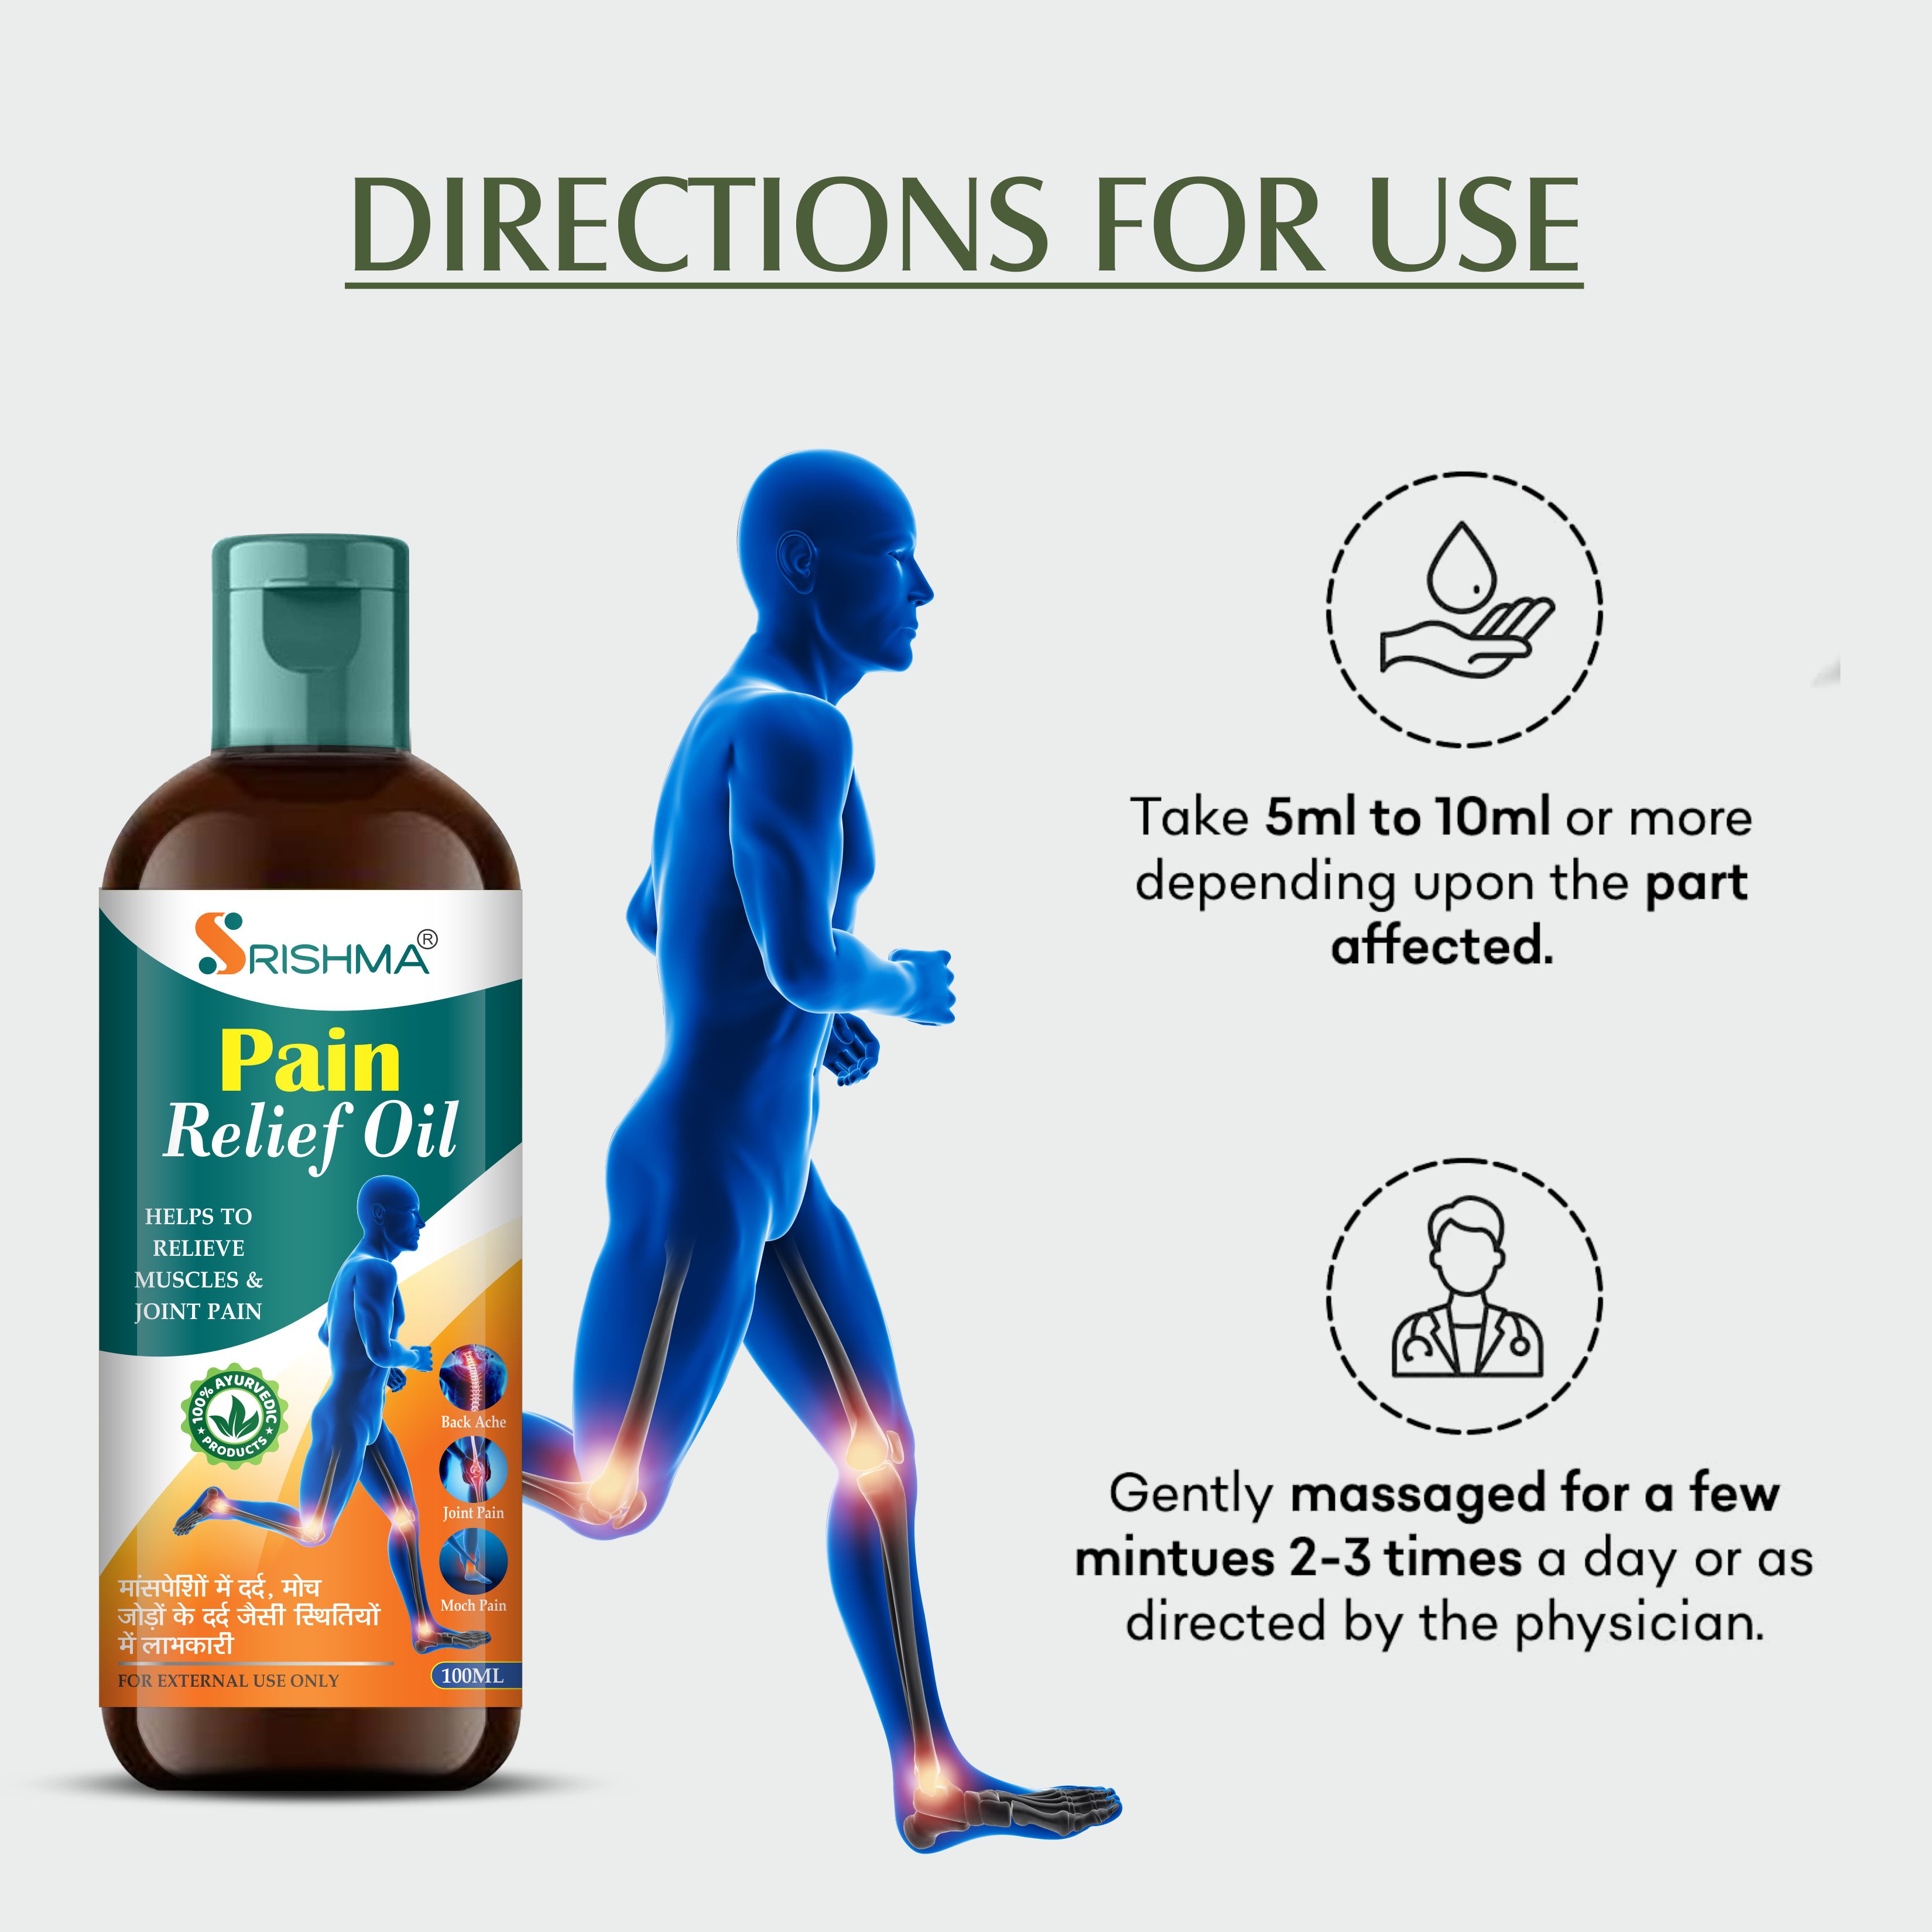 DIRECTIONS FOR USE
Take 5ml to 10ml or more
depending upon the part
affected.
Gently massaged for a few
mintues 2-3 times a day or as
directed by the physician.
SRISHMA®
Pain
Relief Oil
HELPS TO
RELIEVE
MUSCLES &
JOINT PAIN
100% AYURVEDIC
PRODUCTS
Back Ache
Joint Pain
Moch Pain
मांसपेशिों में दर्द, मोच
जोड़ों के दर्द जैसी स्थितियों
में लाभकारी
FOR EXTERNAL USE ONLY
100ML